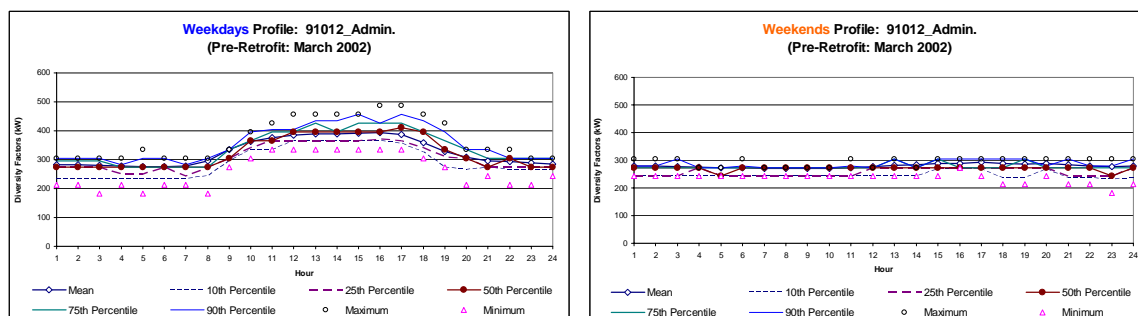 Weekdays Profile: 91012_Admin.
(Pre-Retrofit: March 2002)
Diversity Factors (kW)
600
500
400
300
200
100
0
1 2 3 4 5 6 7 8 9 10 11 12 13 14 15 16 17 18 19 20 21 22 23 24
Hour
Mean 10th Percentile 25th Percentile 50th Percentile
75th Percentile 90th Percentile Maximum Minimum
Weekends Profile: 91012_Admin.
(Pre-Retrofit: March 2002)
Diversity Factors (kW)
600
500
400
300
200
100
0
1 2 3 4 5 6 7 8 9 10 11 12 13 14 15 16 17 18 19 20 21 22 23 24
Hour
Mean 10th Percentile 25th Percentile 50th Percentile
75th Percentile 90th Percentile Maximum Minimum